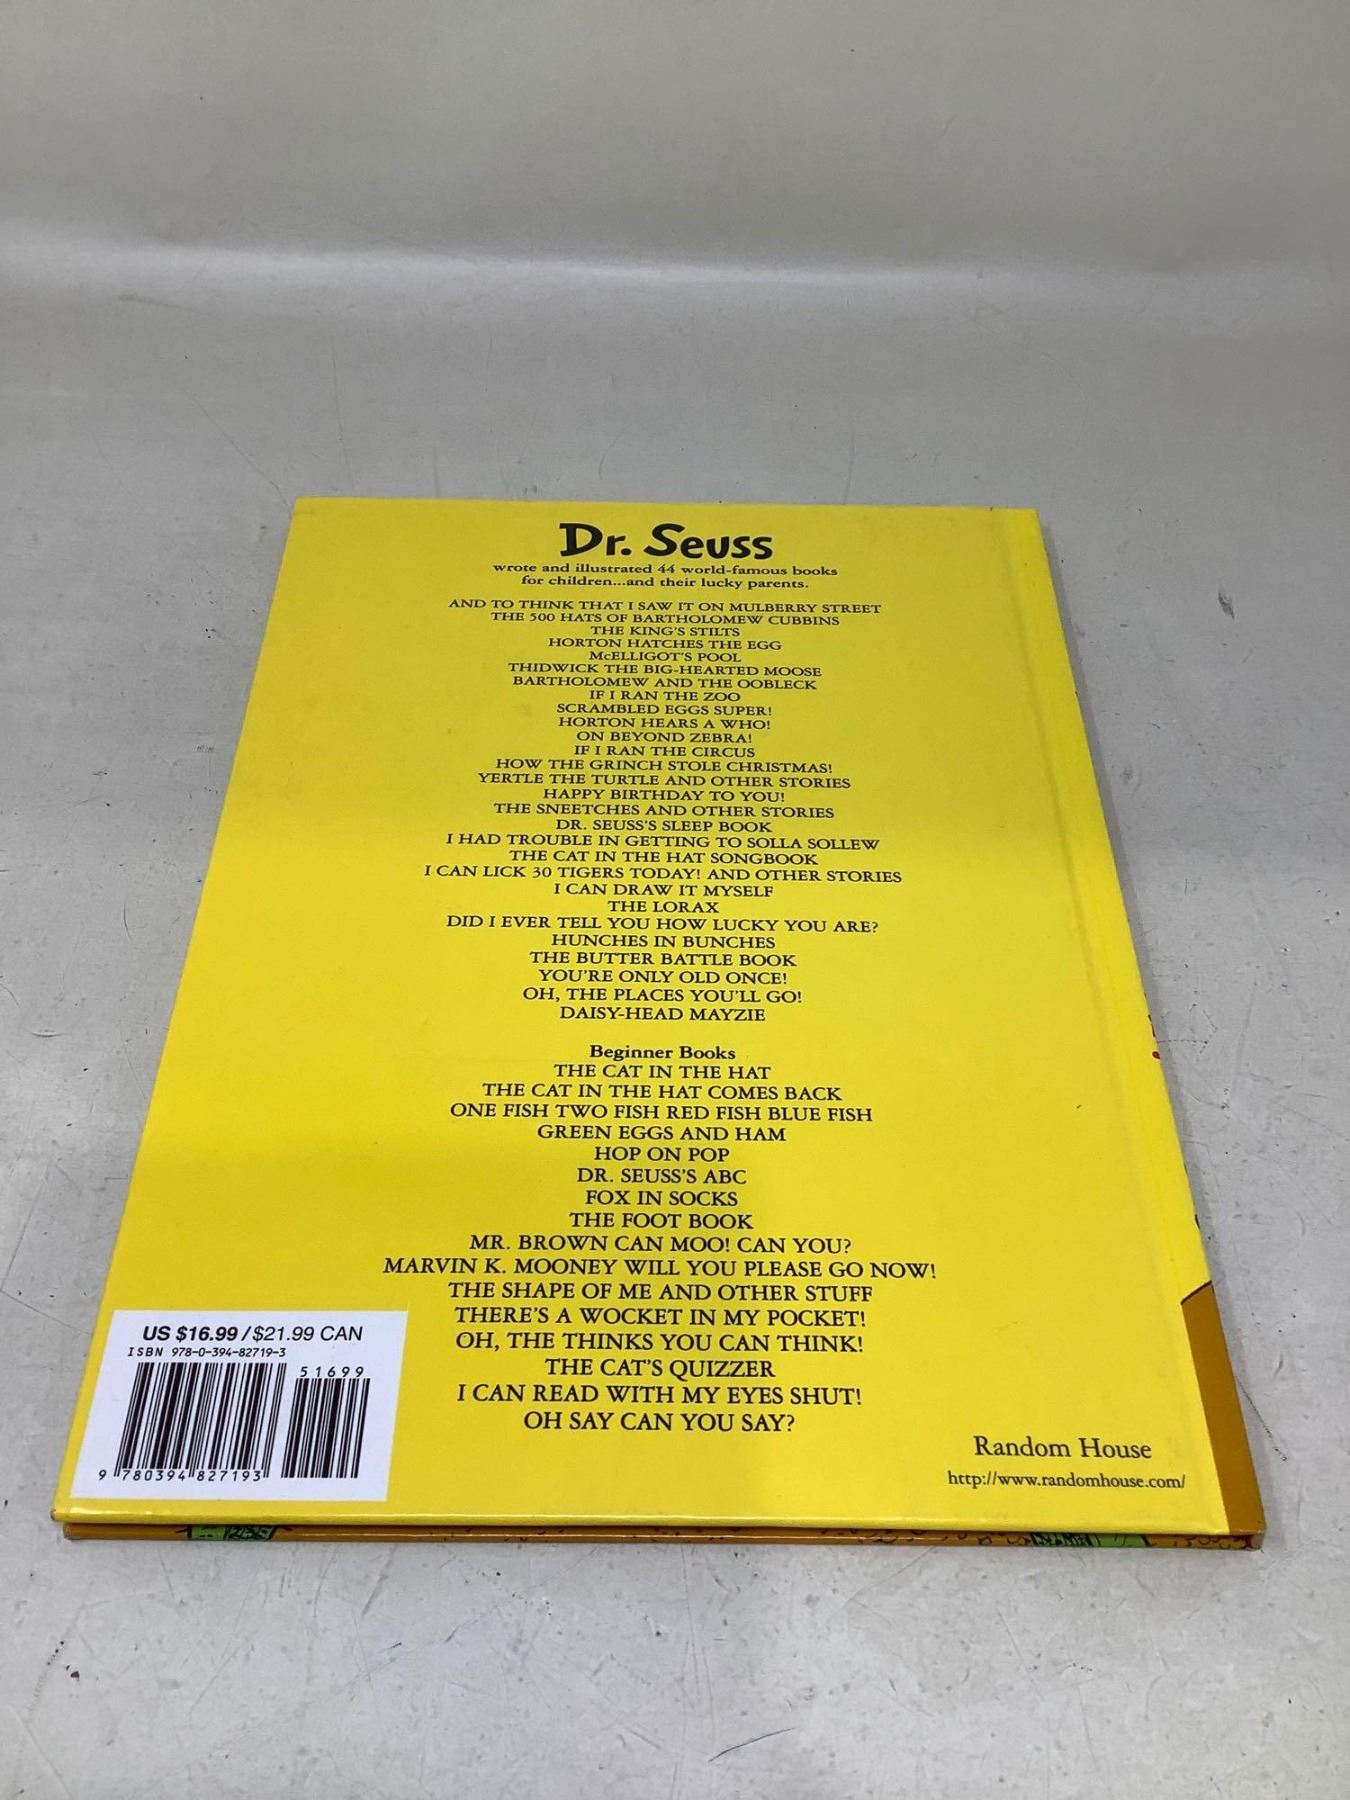 Dr. Seuss
wrote and illustrated 44 world-famous books
for children...and their lucky parents.
AND TO THINK THAT I SAW IT ON MULBERRY STREET
THE 500 HATS OF BARTHOLOMEW CUBBINS
THE KING'S STILTS
HORTON HATCHES THE EGG
McELLIGOT'S POOL
THIDWICK THE BIG-HEARTED MOOSE
BARTHOLOMEW AND THE OOBLECK
IF I RAN THE ZOO
SCRAMBLED EGGS SUPER!
HORTON HEARS A WHO!
ON BEYOND ZEBRA!
IF I RAN THE CIRCUS
HOW THE GRINCH STOLE CHRISTMAS!
YERTLE THE TURTLE AND OTHER STORIES
HAPPY BIRTHDAY TO YOU!
THE SNEETCHES AND OTHER STORIES
DR. SEUSS'S SLEEP BOOK
I HAD TROUBLE IN GETTING TO SOLLA SOLLEW
THE CAT IN THE HAT SONGBOOK
I CAN LICK 30 TIGERS TODAY! AND OTHER STORIES
I CAN DRAW IT MYSELF
THE LORAX
DID I EVER TELL YOU HOW LUCKY YOU ARE?
HUNCHES IN BUNCHES
THE BUTTER BATTLE BOOK
YOU'RE ONLY OLD ONCE!
OH, THE PLACES YOU'LL GO!
DAISY-HEAD MAYZIE
Beginner Books
THE CAT IN THE HAT
THE CAT IN THE HAT COMES BACK
ONE FISH TWO FISH RED FISH BLUE FISH
GREEN EGGS AND HAM
HOP ON POP
DR. SEUSS'S ABC
FOX IN SOCKS
THE FOOT BOOK
MR. BROWN CAN MOO! CAN YOU?
MARVIN K. MOONEY WILL YOU PLEASE GO NOW!
THE SHAPE OF ME AND OTHER STUFF
THERE'S A WOCKET IN MY POCKET!
OH, THE THINKS YOU CAN THINK!
THE CAT'S QUIZZER
I CAN READ WITH MY EYES SHUT!
OH SAY CAN YOU SAY?
US $16.99 / $21.99 CAN
ISBN 978-0-394-82719-3
51699
9 780394 827193
Random House
http://www.randomhouse.com/